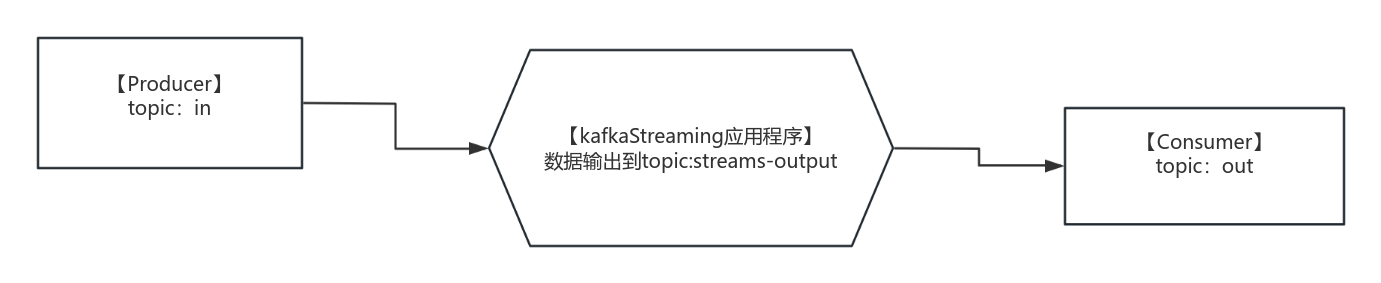 【Producer】
topic：in
【kafkaStreaming应用程序】
数据输出到topic:streams-output
【Consumer】
topic：out